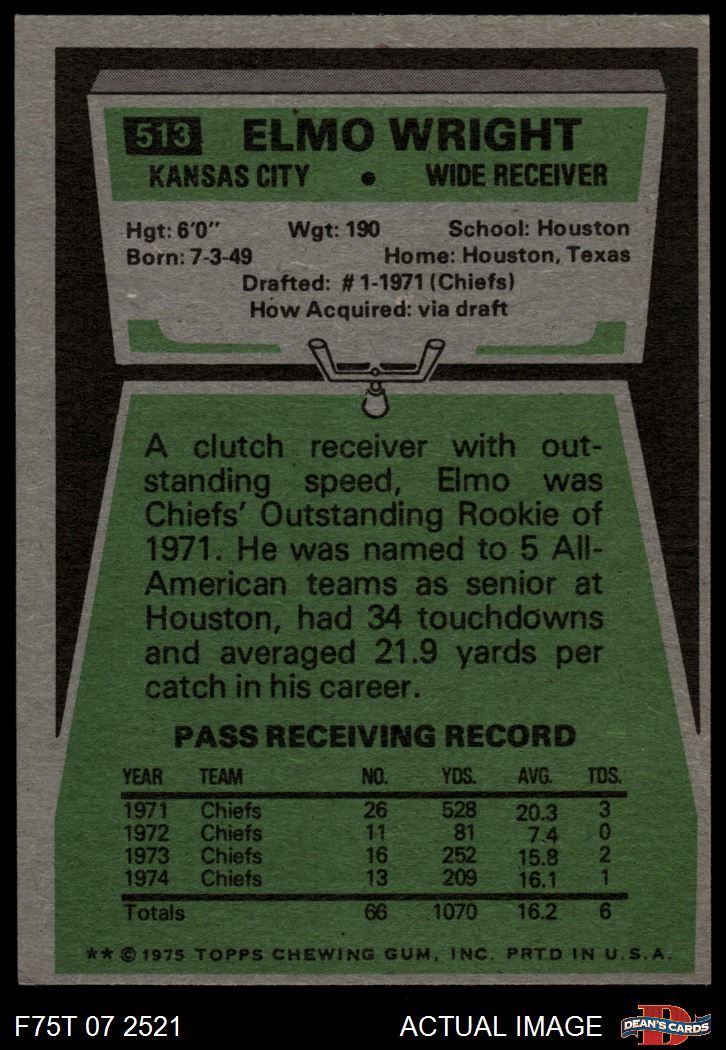 513 ELMO WRIGHT
KANSAS CITY • WIDE RECEIVER
Hgt: 6'0" Wgt: 190 School: Houston
Born: 7-3-49 Home: Houston, Texas
Drafted: #1-1971 (Chiefs)
How Acquired: via draft
A clutch receiver with out-
standing speed, Elmo was
Chiefs' Outstanding Rookie of
1971. He was named to 5 All-
American teams as senior at
Houston, had 34 touchdowns
and averaged 21.9 yards per
catch in his career.
PASS RECEIVING RECORD
YEAR TEAM NO. YDS. AVG. TDS.
1971 Chiefs 26 528 20.3 3
1972 Chiefs 11 81 7.4 0
1973 Chiefs 16 252 15.8 2
1974 Chiefs 13 209 16.1 1
Totals 66 1070 16.2 6
** © 1975 TOPPS CHEWING GUM, INC. PRTD IN U.S.A.
F75T 07 2521 ACTUAL IMAGE D DEAN'S CARDS